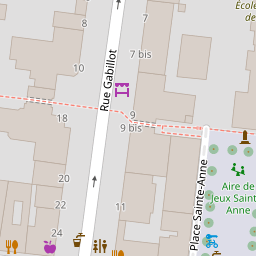 École
de
7
8
7 bis
10
Rue Gabillot
18
9
9 bis
20
22
24
11
Place Sainte-Anne
Aire de
Jeux Saint
Anne